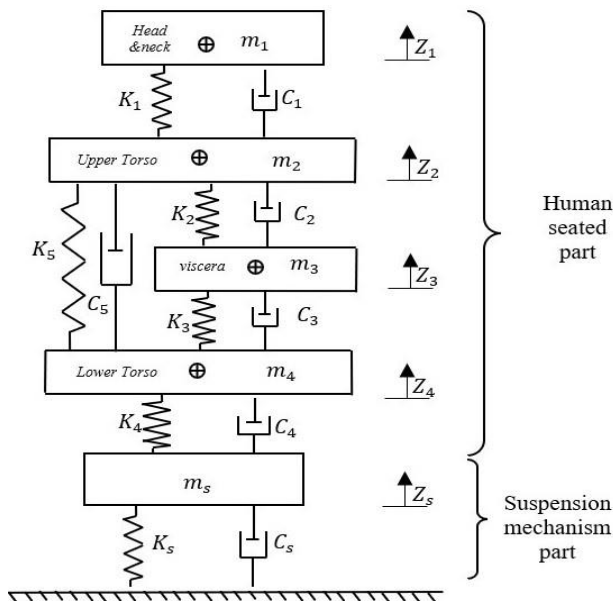 Head
&neck
m₁
Z₁
K₁
C₁
Upper Torso
m₂
Z₂
K₂
C₂
Human
seated
part
K₅
C₅
viscera
m₃
Z₃
K₃
C₃
Lower Torso
m₄
Z₄
K₄
C₄
mₛ
Zₛ
Suspension
mechanism
part
Kₛ
Cₛ